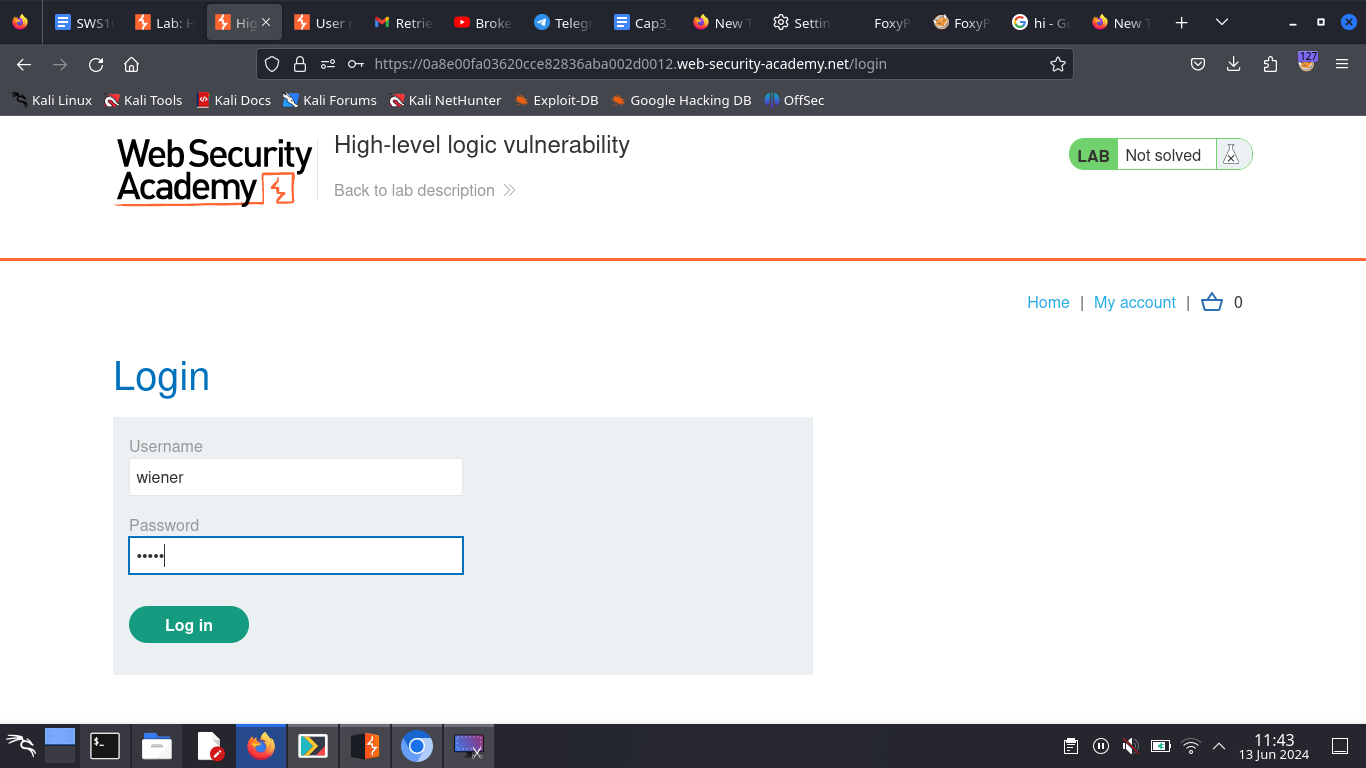 SWS1
Lab: H
Hig
User r
Retrie
Broke
Telegr
Cap3_
New T
Settin
FoxyP
FoxyP
hi - Go
New T
https://0a8e00fa03620cce82836aba002d0012.web-security-academy.net/login
127
Kali Linux
Kali Tools
Kali Docs
Kali Forums
Kali NetHunter
Exploit-DB
Google Hacking DB
OffSec
Web Security
Academy
High-level logic vulnerability
Back to lab description
LAB Not solved
Home | My account | 0
Login
Username
wiener
Password
•••••
Log in
11:43
13 Jun 2024